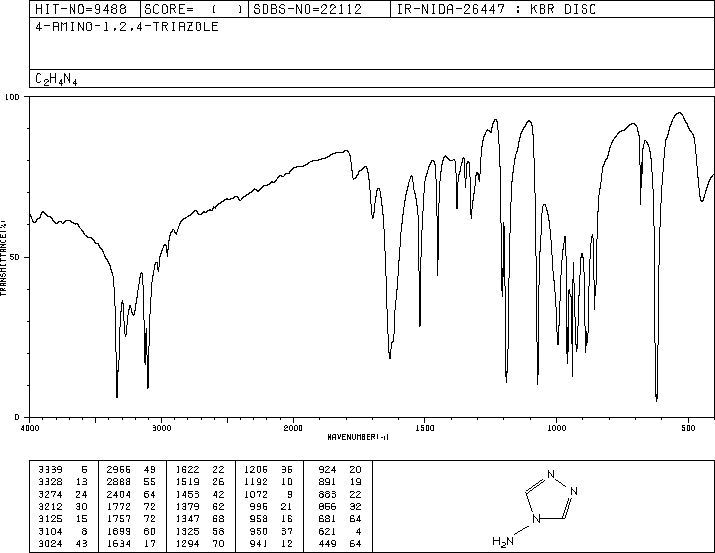 HIT-NO=9488 SCORE= ( ) SDBS-NO=22112 IR-NIDA-26447 : KBR DISC
4-AMINO-1,2,4-TRIAZOLE
C2H4N4
100
50
0
TRANSMITTANCE(%)
4000 3000 2000 1500 1000 500
WAVENUMBER(-1)
3339 6 2966 49 1622 22 1206 36 924 20
3328 13 2888 55 1519 26 1192 10 891 19
3274 24 2404 64 1453 42 1072 9 883 22
3212 30 1772 72 1379 62 996 21 856 32
3125 15 1757 72 1347 68 958 16 681 64
3104 8 1699 60 1325 58 950 37 621 4
3024 43 1634 17 1294 70 941 12 449 64
N
N
N
H2N